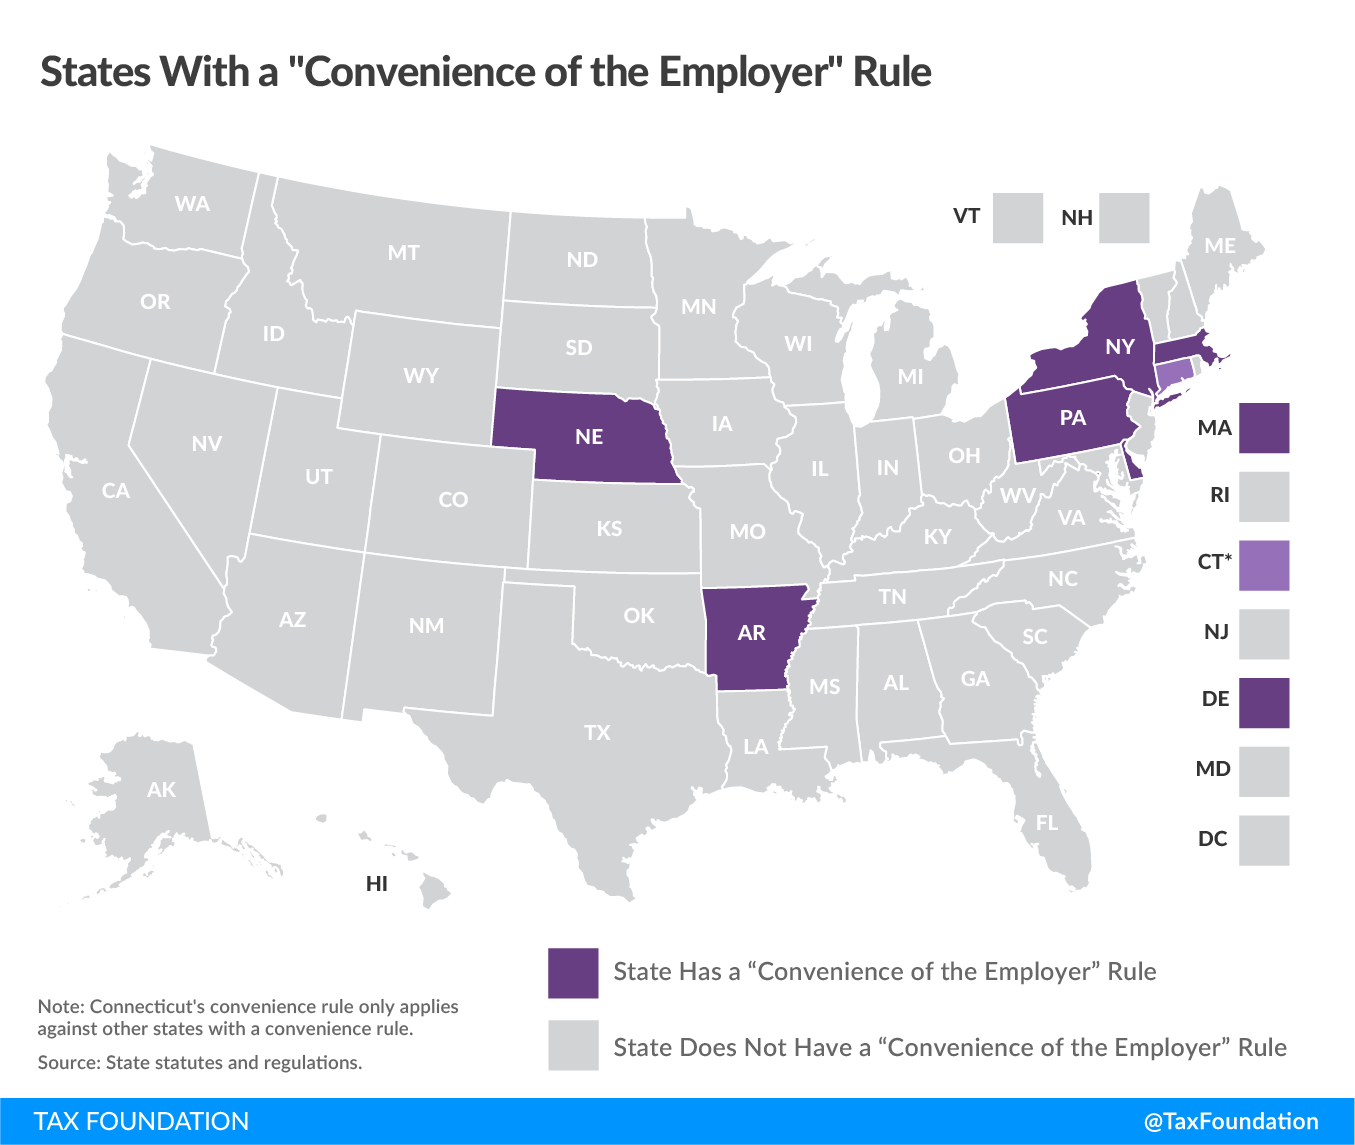 States With a "Convenience of the Employer" Rule
WA
OR
CA
NV
ID
MT
WY
UT
AZ
CO
NM
ND
SD
NE
KS
OK
TX
MN
IA
MO
AR
LA
WI
IL
MI
IN
OH
KY
TN
MS
AL
GA
FL
SC
NC
VA
WV
PA
NY
ME
VT
NH
MA
RI
CT*
NJ
DE
MD
DC
AK
HI
State Has a “Convenience of the Employer” Rule
State Does Not Have a “Convenience of the Employer” Rule
Note: Connecticut's convenience rule only applies
against other states with a convenience rule.
Source: State statutes and regulations.
TAX FOUNDATION
@TaxFoundation